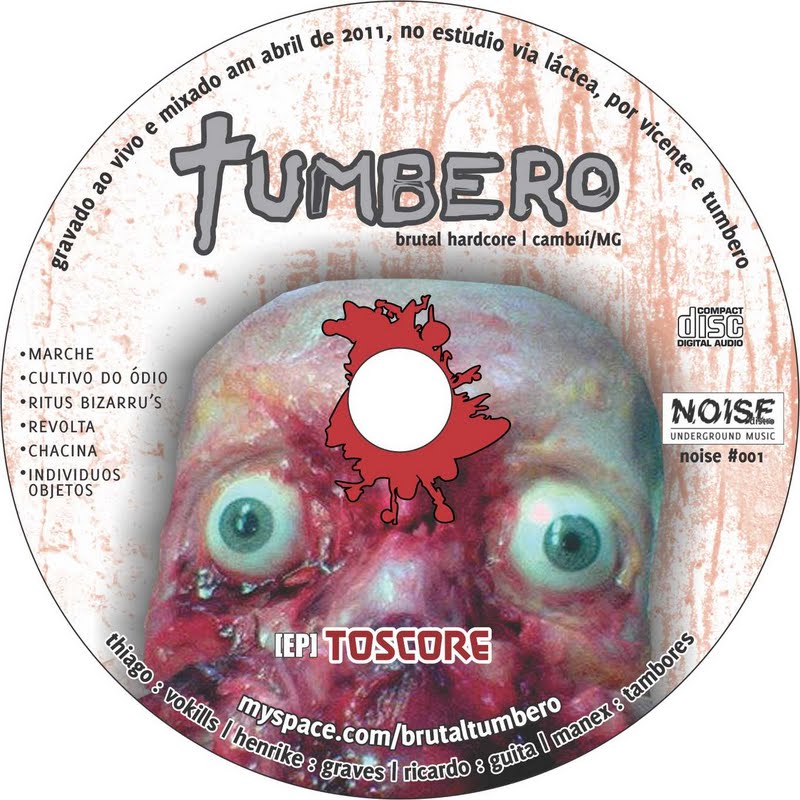 gravado ao vivo e mixado am abril de 2011, no estúdio via láctea, por vicente e tumbero
TUMBERO
brutal hardcore | cambuí/MG
COMPACT
disc
DIGITAL AUDIO
•MARCHE
•CULTIVO DO ÓDIO
•RITUS BIZARRU'S
•REVOLTA
•CHACINA
•INDIVIDUOS
OBJETOS
NOISE
distro
UNDERGROUND MUSIC
noise #001
[EP] TOSCORE
myspace.com/brutaltumbero
thiago : vokills | henrike : graves | ricardo : guita | manex : tambores